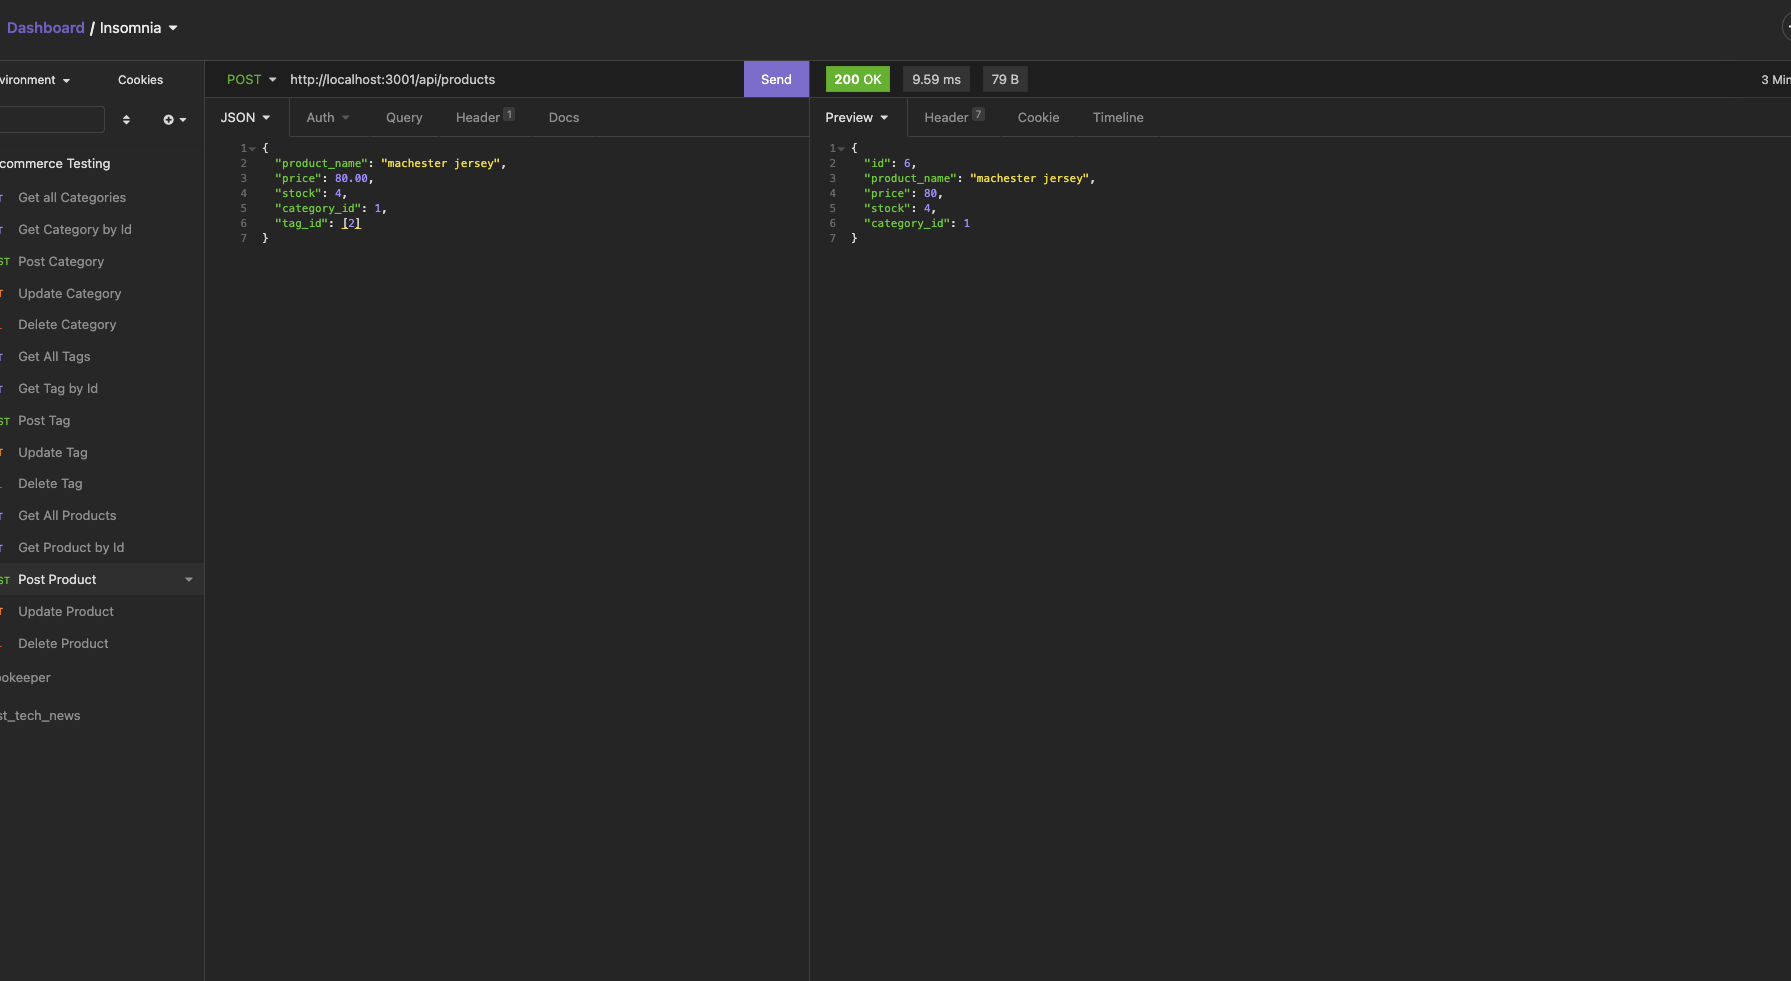 Dashboard / Insomnia
vironment Cookies
commerce Testing
T Get all Categories
T Get Category by Id
ST Post Category
T Update Category
Delete Category
T Get All Tags
T Get Tag by Id
ST Post Tag
T Update Tag
Delete Tag
T Get All Products
T Get Product by Id
ST Post Product
T Update Product
Delete Product
ookeeper
st_tech_news
POST http://localhost:3001/api/products Send
JSON Auth Query Header 1 Docs
1 {
2 "product_name": "machester jersey",
3 "price": 80.00,
4 "stock": 4,
5 "category_id": 1,
6 "tag_id": [2]
7 }
200 OK 9.59 ms 79 B 3 Min
Preview Header 7 Cookie Timeline
1 {
2 "id": 6,
3 "product_name": "machester jersey",
4 "price": 80,
5 "stock": 4,
6 "category_id": 1
7 }